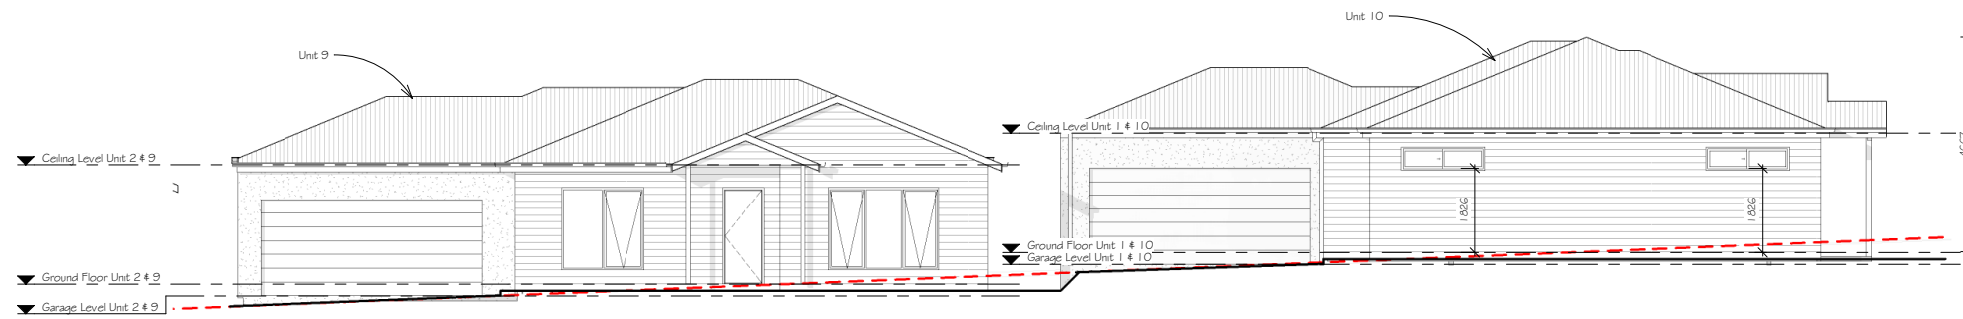 Unit 10
Unit 9
Ceiling Level Unit 1 & 10
Ceiling Level Unit 2 & 9
1826
1826
Ground Floor Unit 1 & 10
Garage Level Unit 1 & 10
Ground Floor Unit 2 & 9
Garage Level Unit 2 & 9